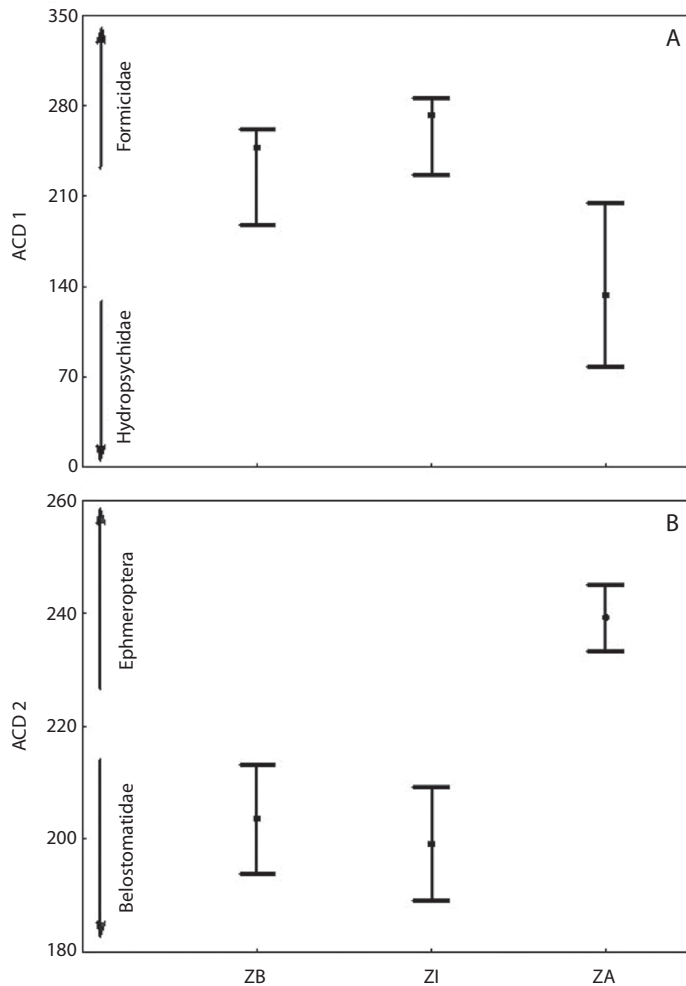 A
350
280
210
140
70
0
ACD 1
Formicidae
Hydropsychidae
B
260
240
220
200
180
ACD 2
Ephmeroptera
Belostomatidae
ZB
ZI
ZA